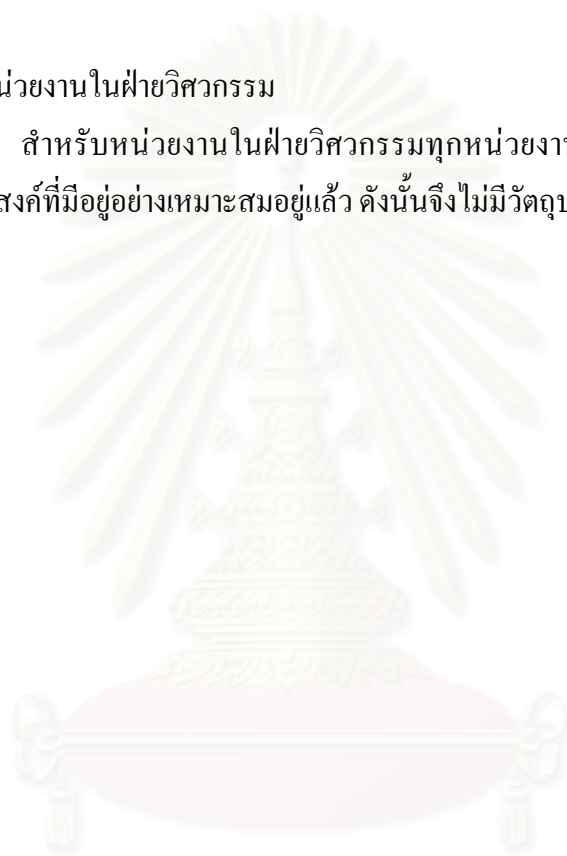 น่วยงานในฝ่ายวิศวกรรม
สำหรับหน่วยงานในฝ่ายวิศวกรรมทุกหน่วยงา
สงค์ที่มีอยู่อย่างเหมาะสมอยู่แล้ว ดังนั้นจึงไม่มีวัตถุป